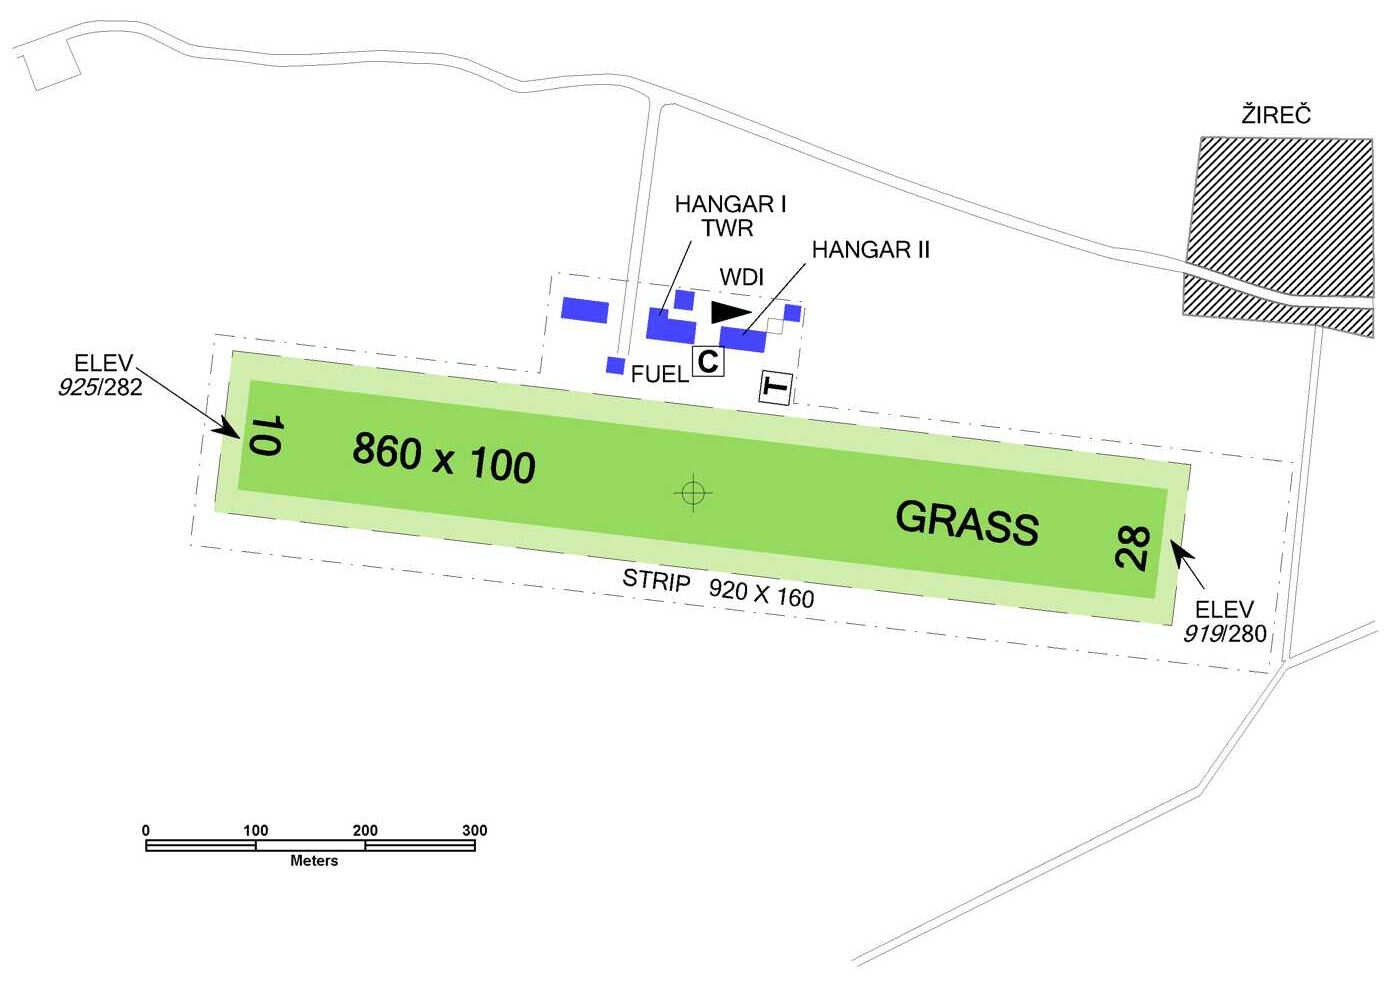 ŽIREČ
HANGAR I
TWR
HANGAR II
WDI
ELEV
925/282
FUEL
C
T
10
860 x 100
GRASS
28
STRIP 920 X 160
ELEV
919/280
0 100 200 300
Meters